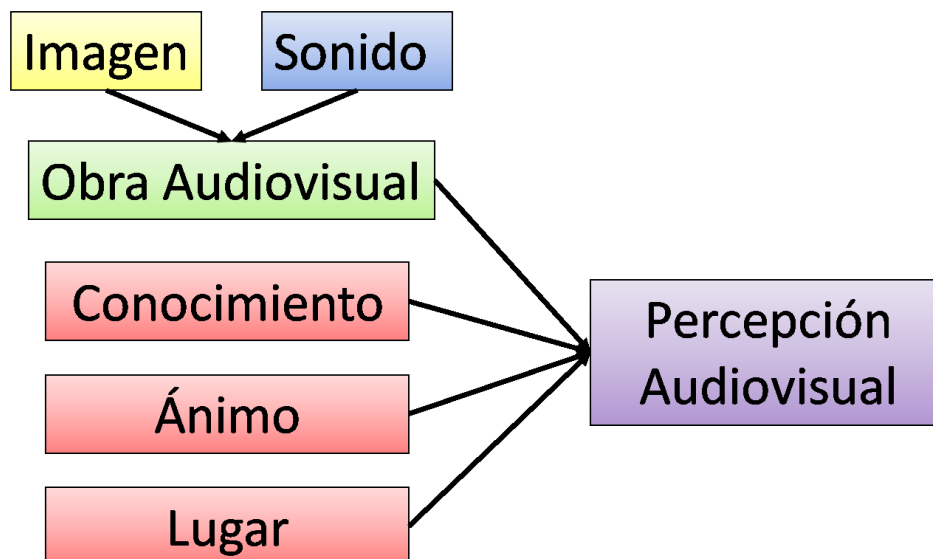 Imagen
Sonido
Obra Audiovisual
Conocimiento
Ánimo
Lugar
Percepción
Audiovisual